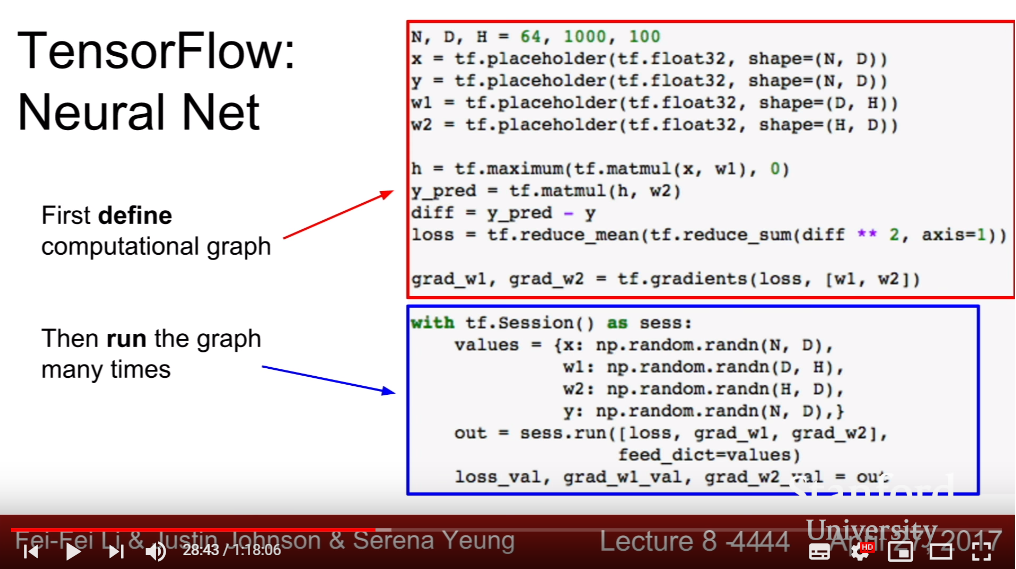 TensorFlow:
Neural Net
First define
computational graph
Then run the graph
many times
N, D, H = 64, 1000, 100
x = tf.placeholder(tf.float32, shape=(N, D))
y = tf.placeholder(tf.float32, shape=(N, D))
w1 = tf.placeholder(tf.float32, shape=(D, H))
w2 = tf.placeholder(tf.float32, shape=(H, D))
h = tf.maximum(tf.matmul(x, w1), 0)
y_pred = tf.matmul(h, w2)
diff = y_pred - y
loss = tf.reduce_mean(tf.reduce_sum(diff ** 2, axis=1))
grad_w1, grad_w2 = tf.gradients(loss, [w1, w2])
with tf.Session() as sess:
values = {x: np.random.randn(N, D),
w1: np.random.randn(D, H),
w2: np.random.randn(H, D),
y: np.random.randn(N, D),}
out = sess.run([loss, grad_w1, grad_w2],
feed_dict=values)
loss_val, grad_w1_val, grad_w2_val = out
Stanford
University
Fei-Fei Li & Justin Johnson & Serena Yeung
Lecture 8 -
44
April 27, 2017
28:43 / 1:18:06
HD